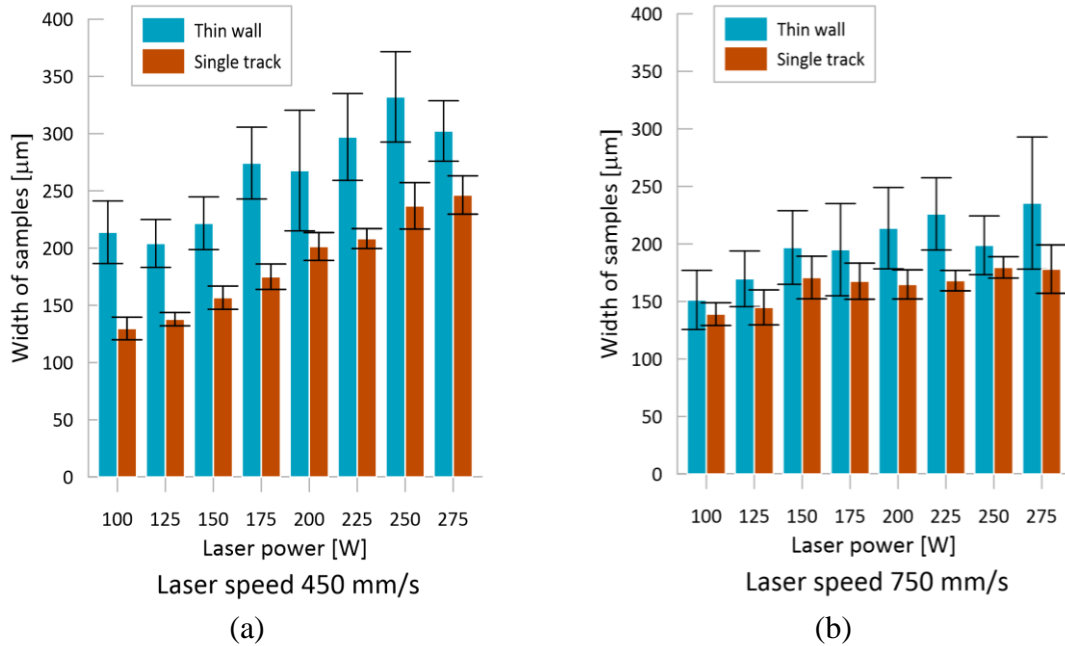 400
350
300
250
200
150
100
50
0
Width of samples [µm]
Thin wall
Single track
100 125 150 175 200 225 250 275
Laser power [W]
Laser speed 450 mm/s
(a)
400
350
300
250
200
150
100
50
0
Width of samples [µm]
Thin wall
Single track
100 125 150 175 200 225 250 275
Laser power [W]
Laser speed 750 mm/s
(b)